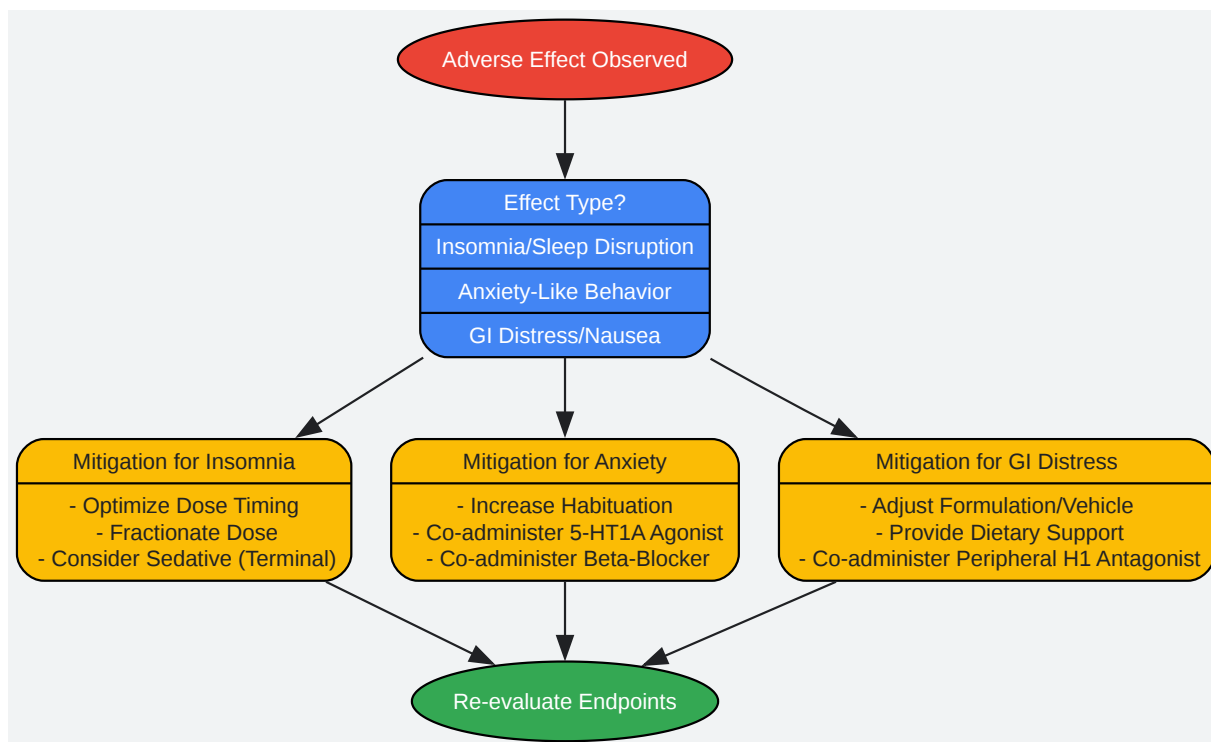 Adverse Effect Observed
Effect Type?
Insomnia/Sleep Disruption
Anxiety-Like Behavior
GI Distress/Nausea
Mitigation for Insomnia
- Optimize Dose Timing
- Fractionate Dose
- Consider Sedative (Terminal)
Mitigation for Anxiety
- Increase Habituation
- Co-administer 5-HT1A Agonist
- Co-administer Beta-Blocker
Mitigation for GI Distress
- Adjust Formulation/Vehicle
- Provide Dietary Support
- Co-administer Peripheral H1 Antagonist
Re-evaluate Endpoints